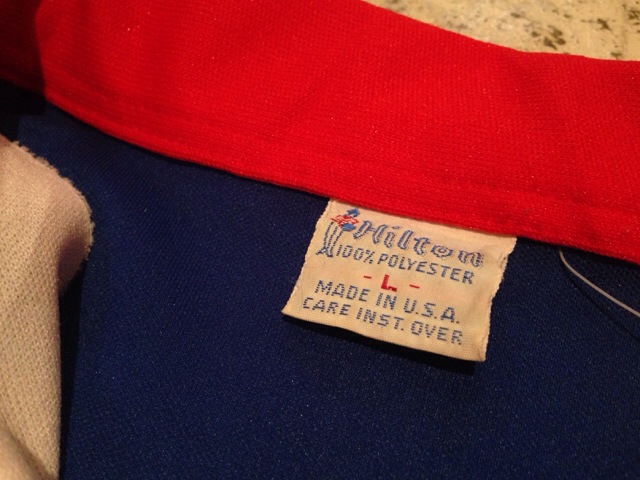 Hilton
100% POLYESTER
- L -
MADE IN U.S.A.
CARE INST. OVER